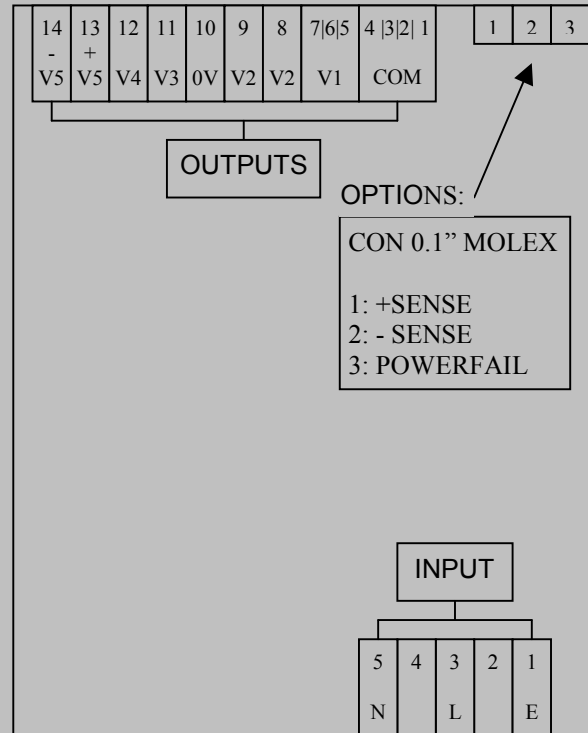 14 13 12 11 10 9 8 7|6|5 4 |3|2| 1 1 2 3
- +
V5 V5 V4 V3 0V V2 V2 V1 COM
OUTPUTS
OPTIONS:
CON 0.1” MOLEX
1: +SENSE
2: - SENSE
3: POWERFAIL
INPUT
5 4 3 2 1
N L E